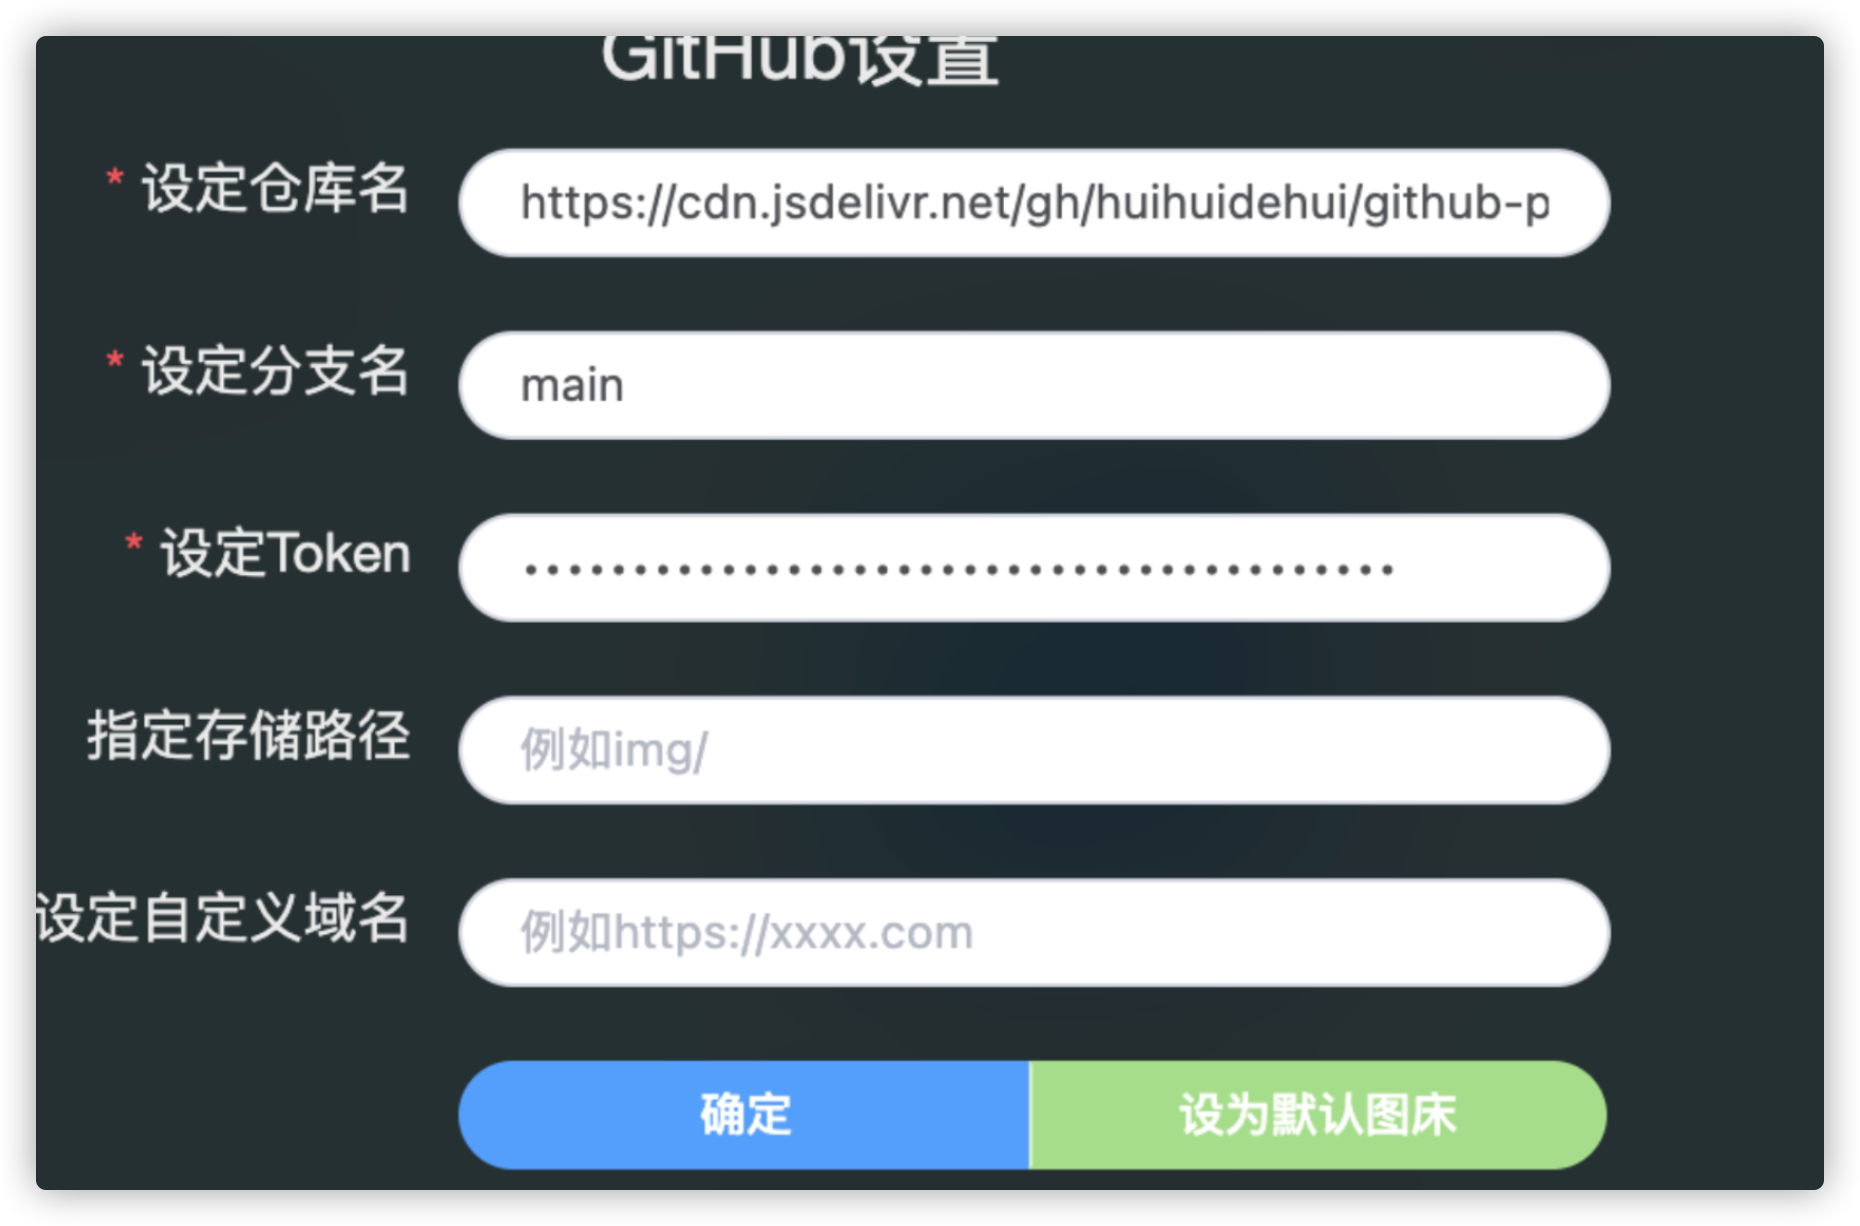 GitHub设置
* 设定仓库名
https://cdn.jsdelivr.net/gh/huihuidehui/github-p
* 设定分支名
main
* 设定Token
••••••••••••••••••••••••••••••••••••••••
指定存储路径
例如img/
设定自定义域名
例如https://xxxx.com
确定
设为默认图床